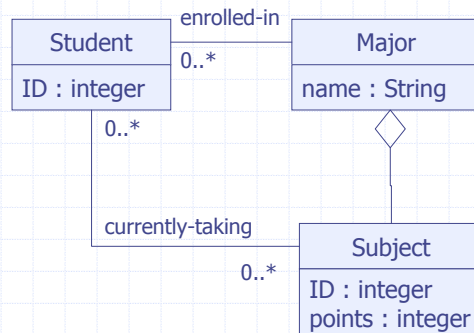 enrolled-in
Student
Major
0..*
ID : integer
name : String
0..*
currently-taking
Subject
0..*
ID : integer
points : integer